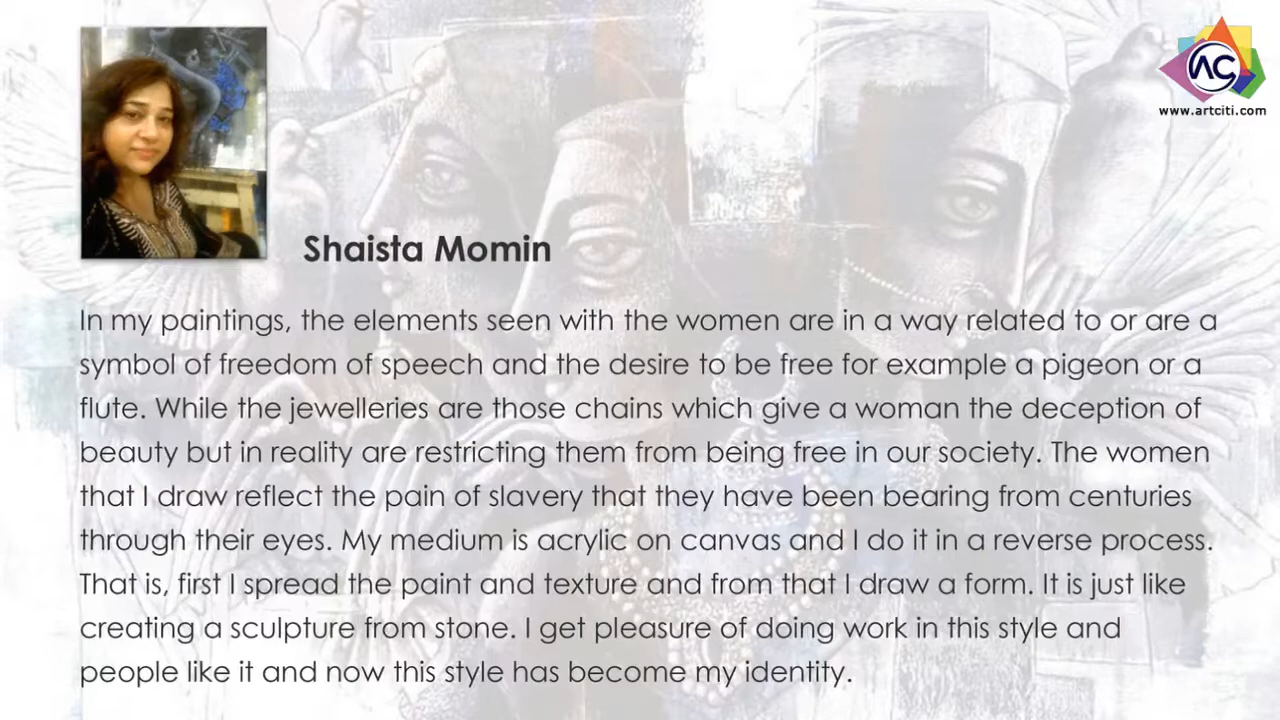 AC
www.artciti.com
Shaista Momin
In my paintings, the elements seen with the women are in a way related to or are a
symbol of freedom of speech and the desire to be free for example a pigeon or a
flute. While the jewelleries are those chains which give a woman the deception of
beauty but in reality are restricting them from being free in our society. The women
that I draw reflect the pain of slavery that they have been bearing from centuries
through their eyes. My medium is acrylic on canvas and I do it in a reverse process.
That is, first I spread the paint and texture and from that I draw a form. It is just like
creating a sculpture from stone. I get pleasure of doing work in this style and
people like it and now this style has become my identity.